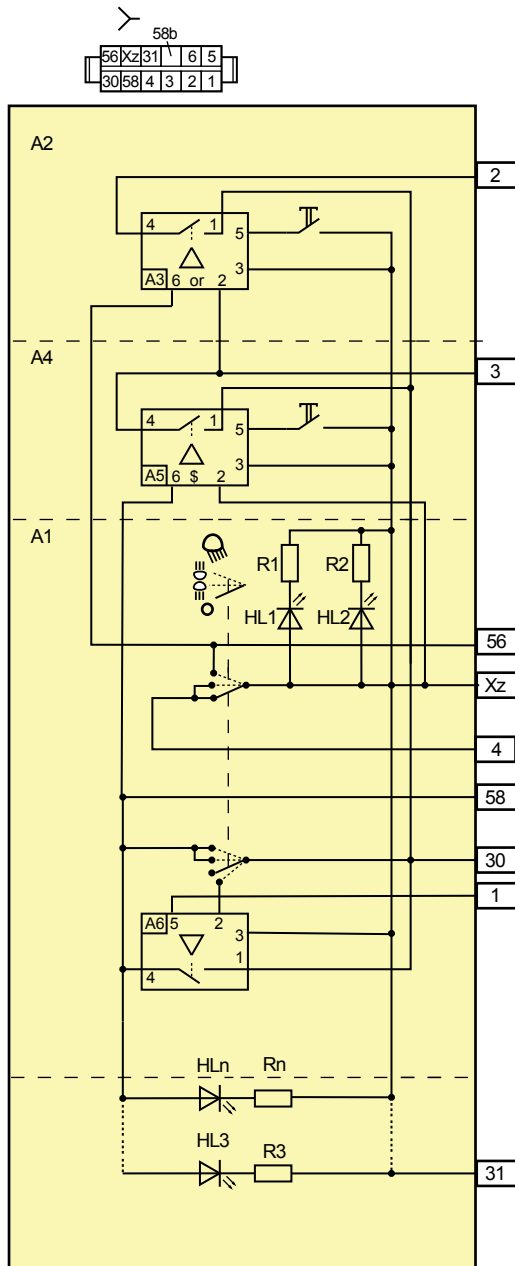 58b
56 Xz 31 6 5
30 58 4 3 2 1
A2
2
4 1 5
3
A3 6 or 2
A4
3
4 1 5
3
A5 6 $ 2
A1
R1 R2
HL1 HL2
56
Xz
4
58
30
1
A6 5 2
3
1
4
HLn Rn
HL3 R3
31